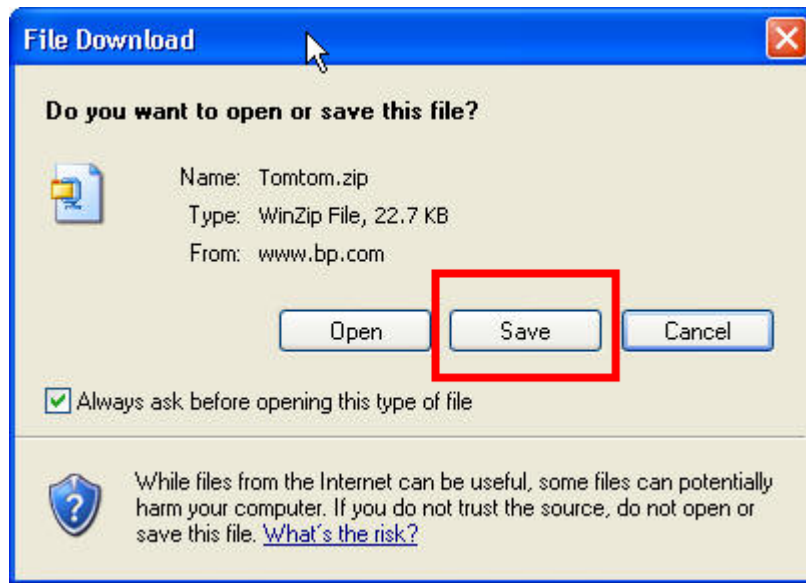 File Download
Do you want to open or save this file?
Name: Tomtom.zip
Type: WinZip File, 22.7 KB
From: www.bp.com
Open Save Cancel
Always ask before opening this type of file
While files from the Internet can be useful, some files can potentially
harm your computer. If you do not trust the source, do not open or
save this file. What's the risk?